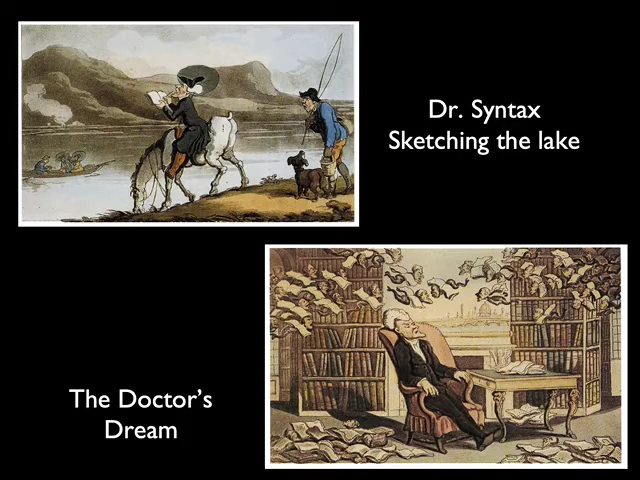 Dr. Syntax
Sketching the lake
The Doctor's
Dream